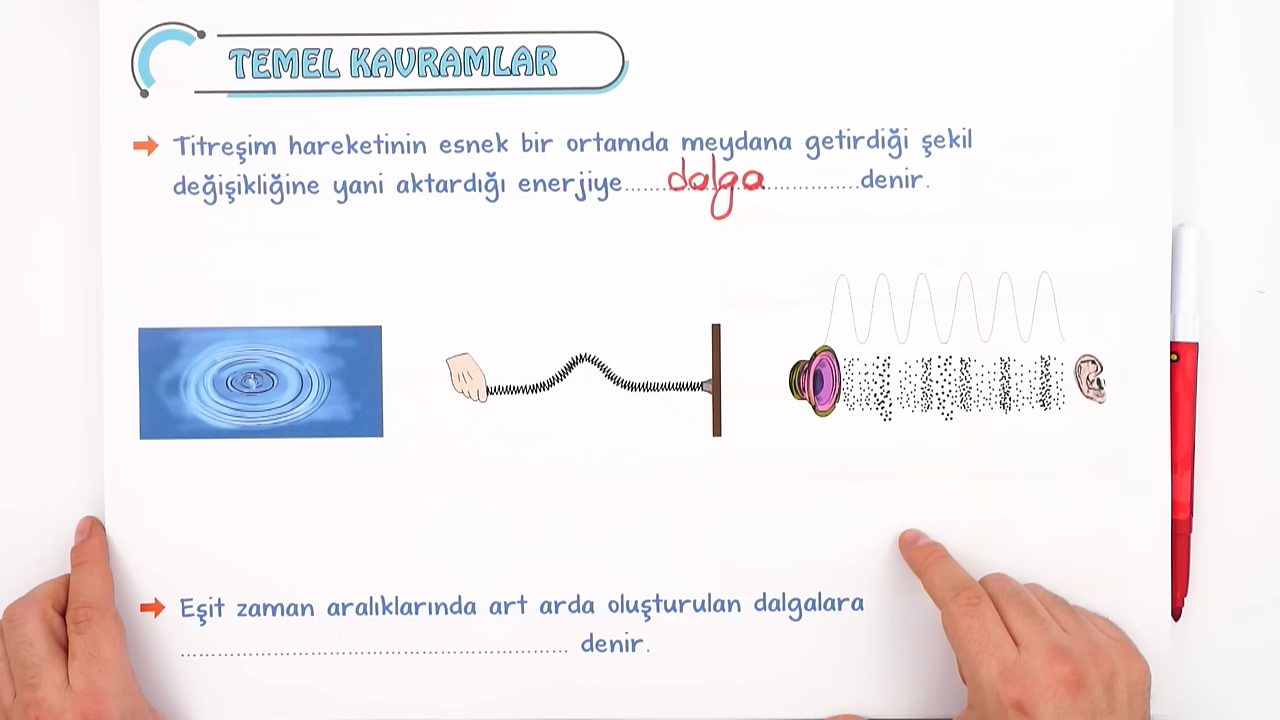 TEMEL KAVRAMLAR
Titreşim hareketinin esnek bir ortamda meydana getirdiği şekil
değişikliğine yani aktardığı enerjiye......dalga..................denir.
Eşit zaman aralıklarında art arda oluşturulan dalgalara
.............................................................. denir.